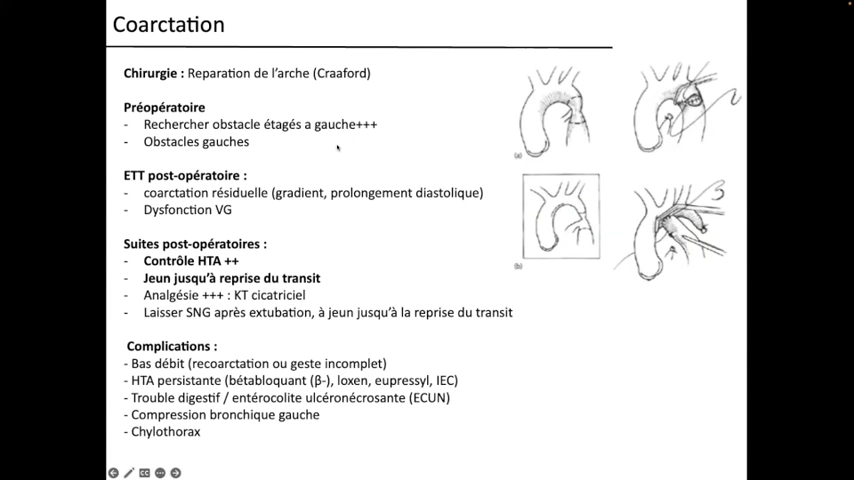 Coarctation
Chirurgie : Reparation de l'arche (Craaford)
Préopératoire
- Rechercher obstacle étagés a gauche+++
- Obstacles gauches
ETT post-opératoire :
- coarctation résiduelle (gradient, prolongement diastolique)
- Dysfonction VG
Suites post-opératoires :
- Contrôle HTA ++
- Jeun jusqu'à reprise du transit
- Analgésie +++ : KT cicatriciel
- Laisser SNG après extubation, à jeun jusqu'à la reprise du transit
Complications :
- Bas débit (recoarctation ou geste incomplet)
- HTA persistante (bétabloquant (β-), loxen, eupressyl, IEC)
- Trouble digestif / entérocolite ulcéronécrosante (ECUN)
- Compression bronchique gauche
- Chylothorax
(a)
(b)
CC